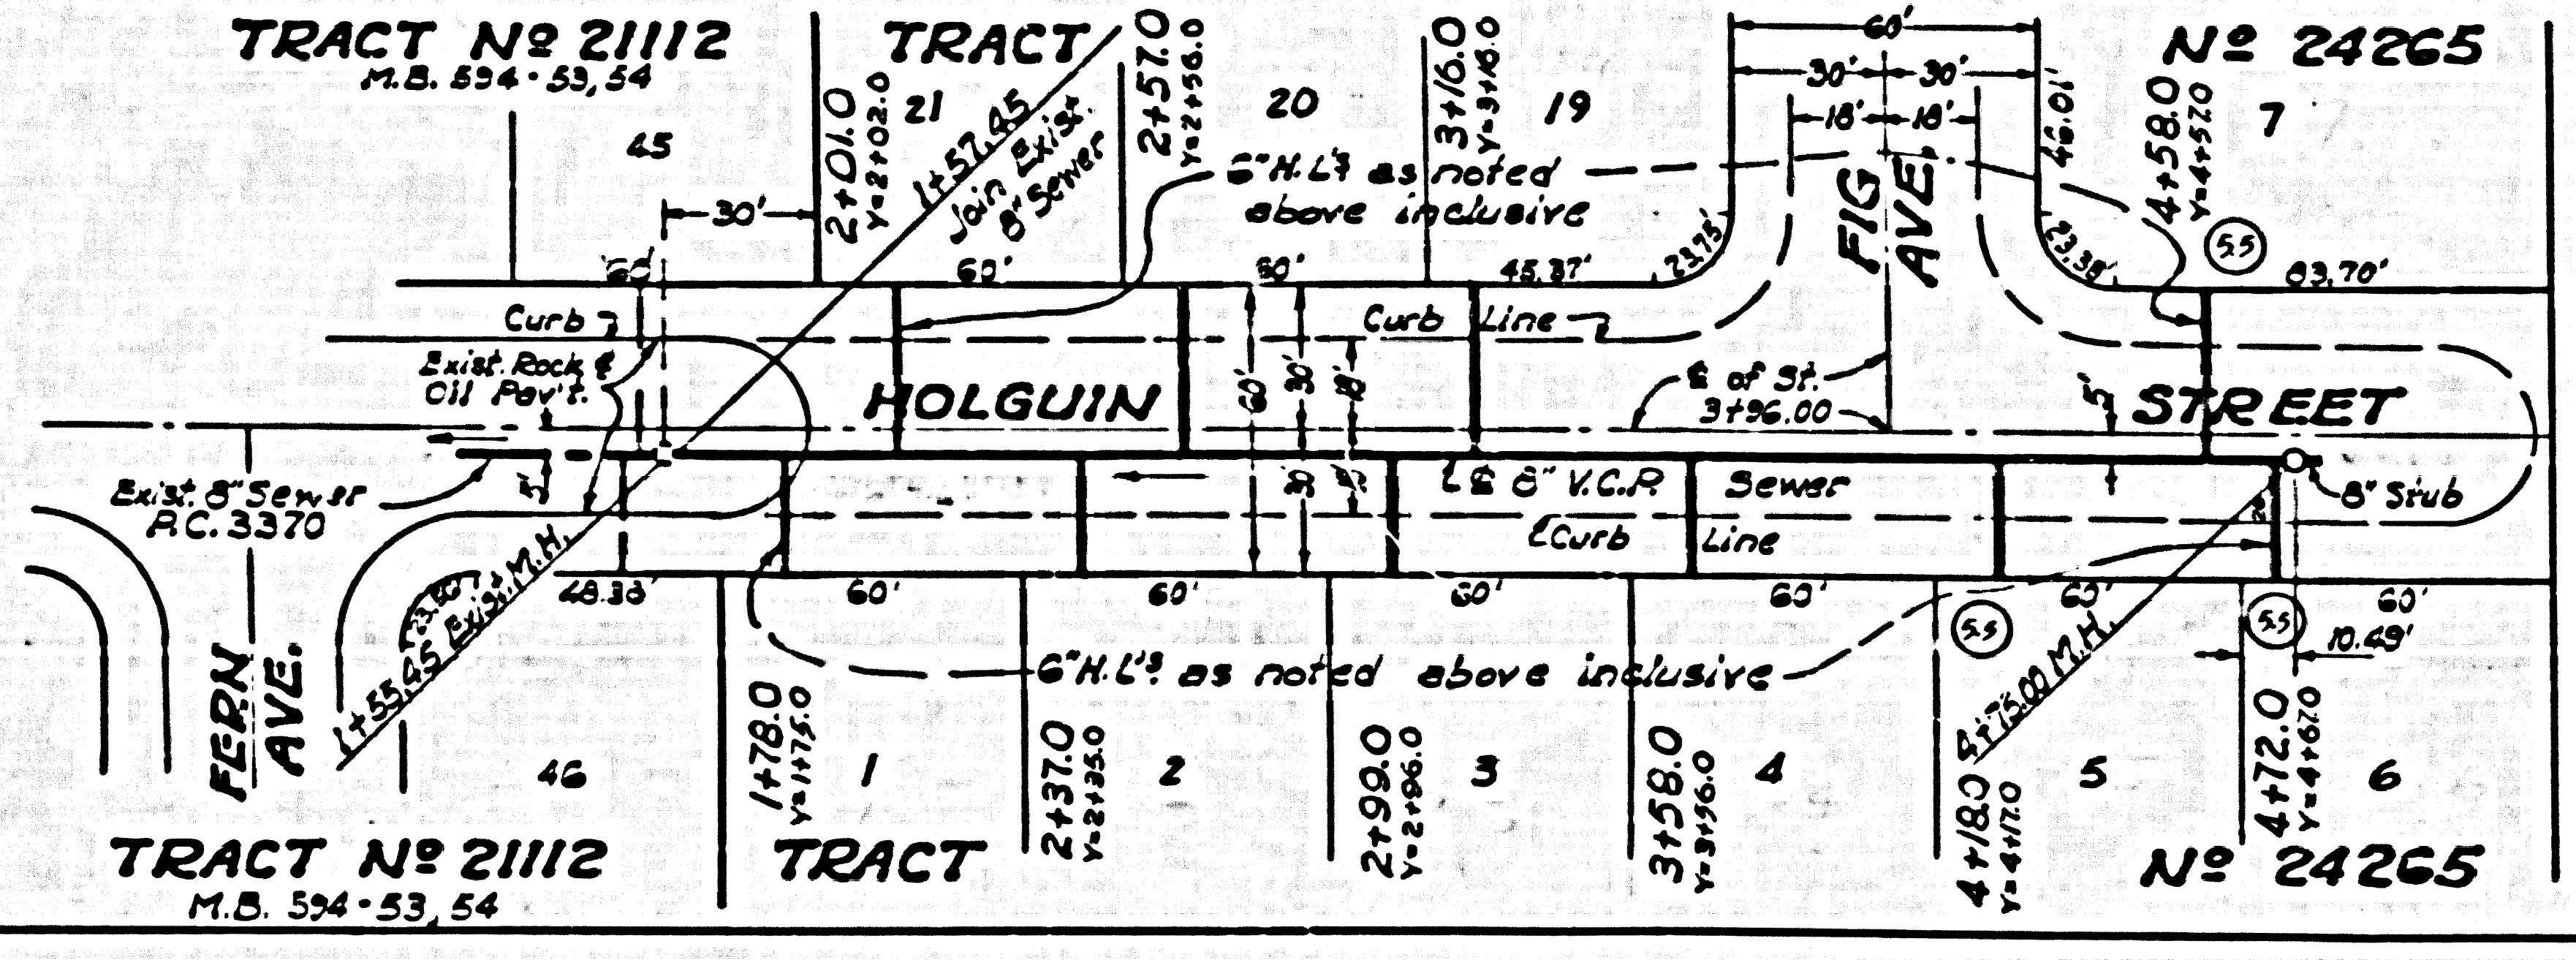 TRACT Nº 21112
M.B. 594-53, 54
45
30'
60'
TRACT
21
2+01.0
Y=2+02.0
1+57.45
Join Exist.
8" Sewer
60'
2+57.0
Y=2+56.0
20
6" H.L's as noted
above inclusive
60'
3+16.0
Y=3+16.0
19
45.37'
23.75'
60'
30'
30'
18'
18'
FIG
AVE.
46.01'
23.38'
Nº 24265
4+58.0
Y=4+57.0
7
5.5
83.70'
Curb
Exist. Rock &
Oil Pav't.
HOLGUIN
60'
30'
18'
Curb Line
℄ of St.
3+96.00
5'
STREET
Exist. 8" Sewer
P.C. 3370
5'
℄ 8" V.C.P. Sewer
Curb Line
8" Stub
FERN
AVE.
1+55.45 Exist. M.H.
48.38'
60'
60'
60'
60'
60'
60'
5.5
5.5
10.49'
6" H.L's as noted above inclusive
4+75.00 M.H.
46
1+78.0
Y=1+75.0
1
2+37.0
Y=2+35.0
2
2+99.0
Y=2+96.0
3
3+58.0
Y=3+56.0
4
4+18.0
Y=4+17.0
5
4+72.0
Y=4+67.0
6
TRACT Nº 21112
M.B. 594-53, 54
TRACT
Nº 24265